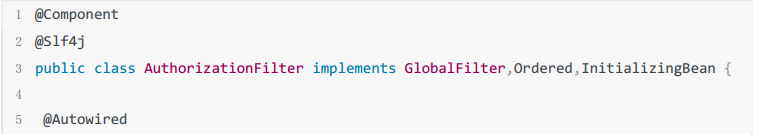 1 @Component
2 @Slf4j
3 public class AuthorizationFilter implements GlobalFilter,Ordered,InitializingBean {
4
5 @Autowired